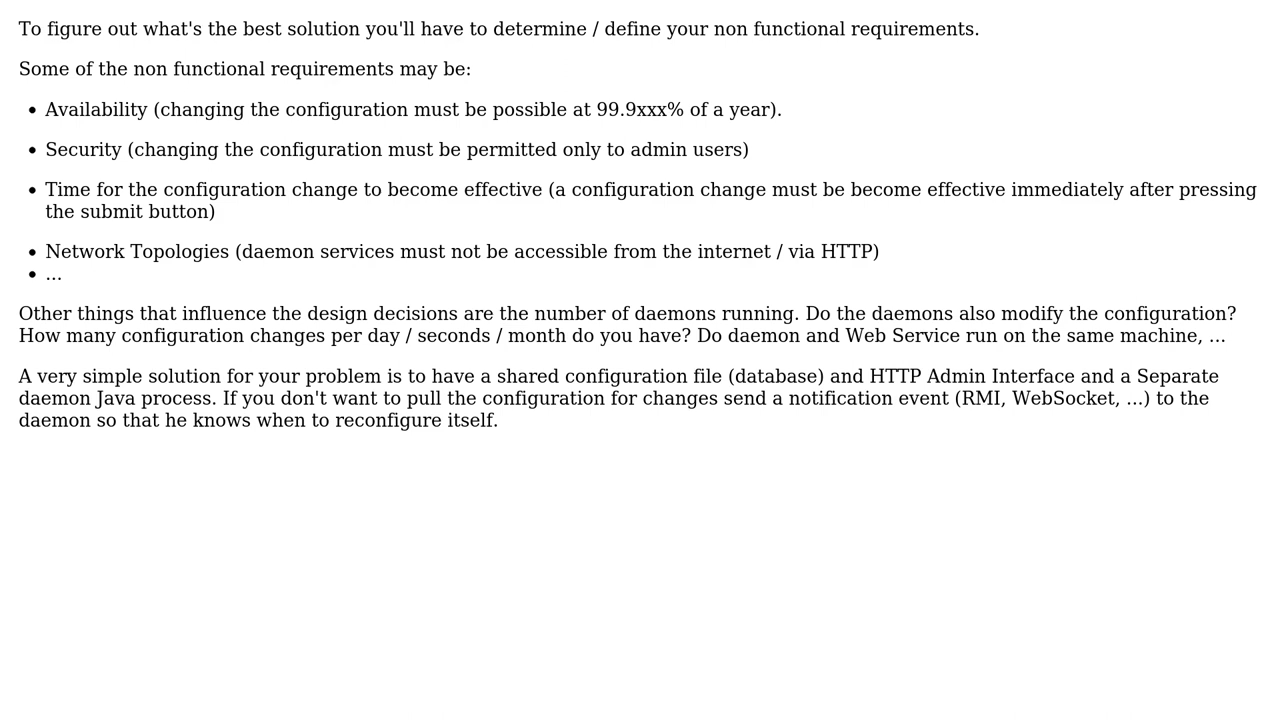 To figure out what's the best solution you'll have to determine / define your non functional requirements.
Some of the non functional requirements may be:
• Availability (changing the configuration must be possible at 99.9xxx% of a year).
• Security (changing the configuration must be permitted only to admin users)
• Time for the configuration change to become effective (a configuration change must be become effective immediately after pressing
the submit button)
• Network Topologies (daemon services must not be accessible from the internet / via HTTP)
• ...
Other things that influence the design decisions are the number of daemons running. Do the daemons also modify the configuration?
How many configuration changes per day / seconds / month do you have? Do daemon and Web Service run on the same machine, ...
A very simple solution for your problem is to have a shared configuration file (database) and HTTP Admin Interface and a Separate
daemon Java process. If you don't want to pull the configuration for changes send a notification event (RMI, WebSocket, ...) to the
daemon so that he knows when to reconfigure itself.